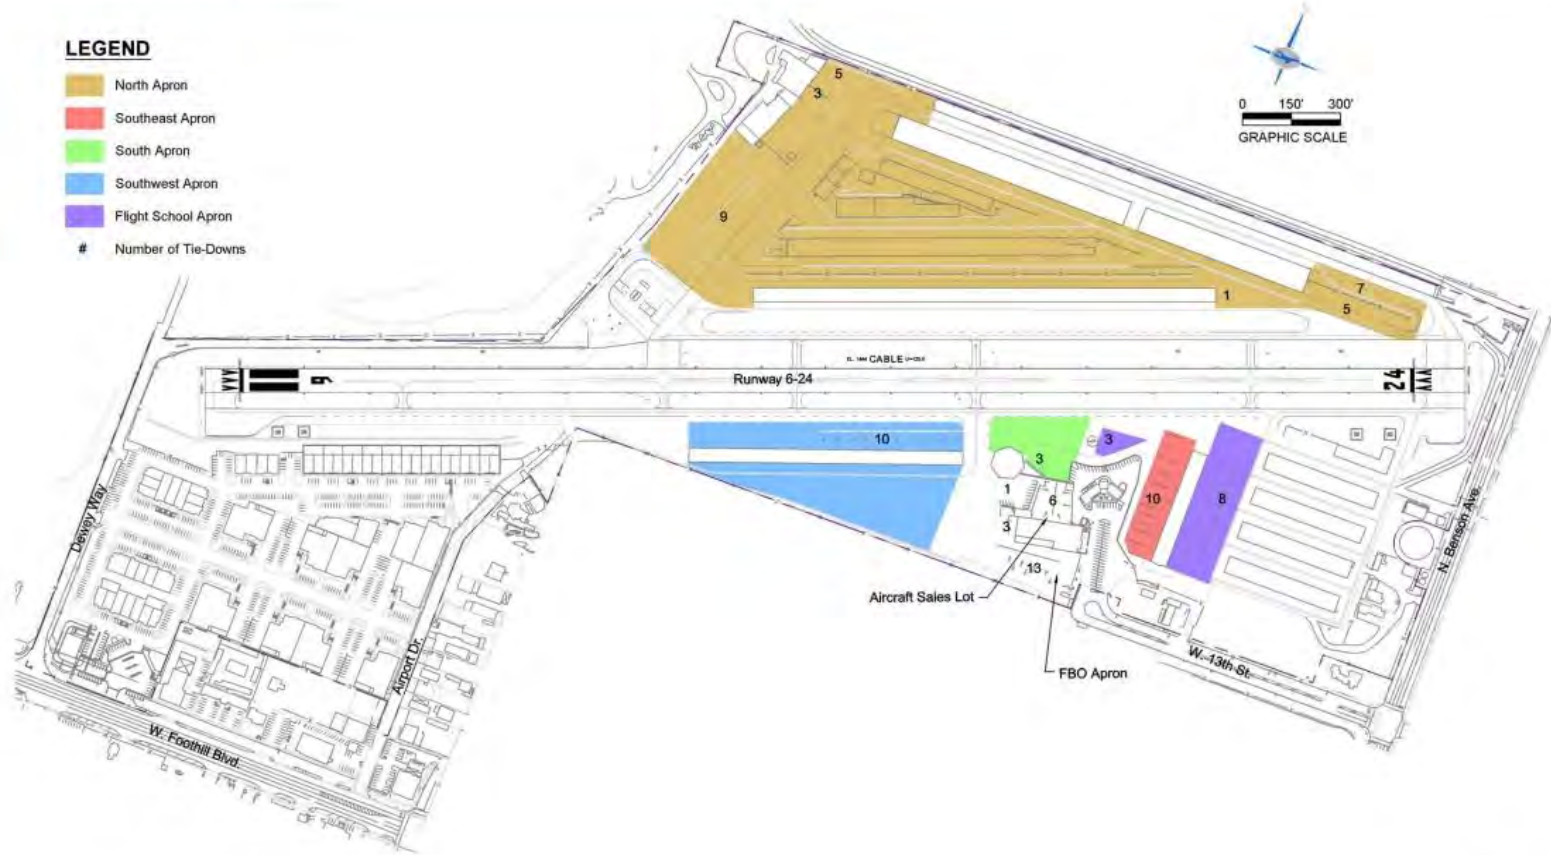 LEGEND
North Apron
Southeast Apron
South Apron
Southwest Apron
Flight School Apron
# Number of Tie-Downs
0 150' 300'
GRAPHIC SCALE
5
3
9
7
1
5
CABLE
Runway 6-24
6
24
10
3
3
10
8
1
6
3
13
Aircraft Sales Lot
FBO Apron
Dewey Way
Airport Dr.
W. Foothill Blvd.
W. 13th St.
N. Benson Ave.